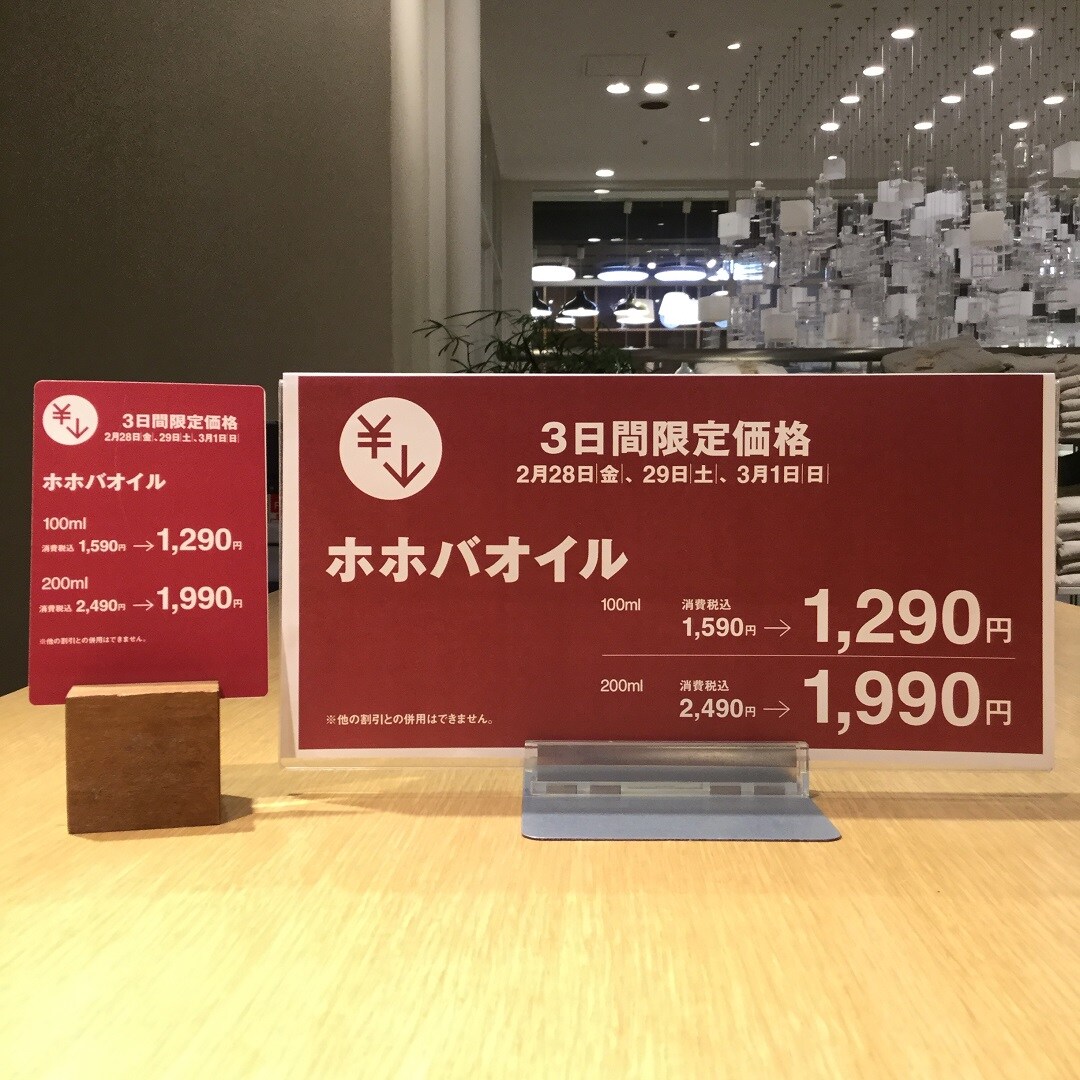 ¥↓
3日間限定価格
2月28日|金|、29日|土|、3月1日|日|
ホホバオイル
100ml
消費税込 1,590円→1,290円
200ml
消費税込 2,490円→1,990円
※他の割引との併用はできません。
¥↓
3日間限定価格
2月28日|金|、29日|土|、3月1日|日|
ホホバオイル
100ml 消費税込 1,590円→1,290円
200ml 消費税込 2,490円→1,990円
※他の割引との併用はできません。